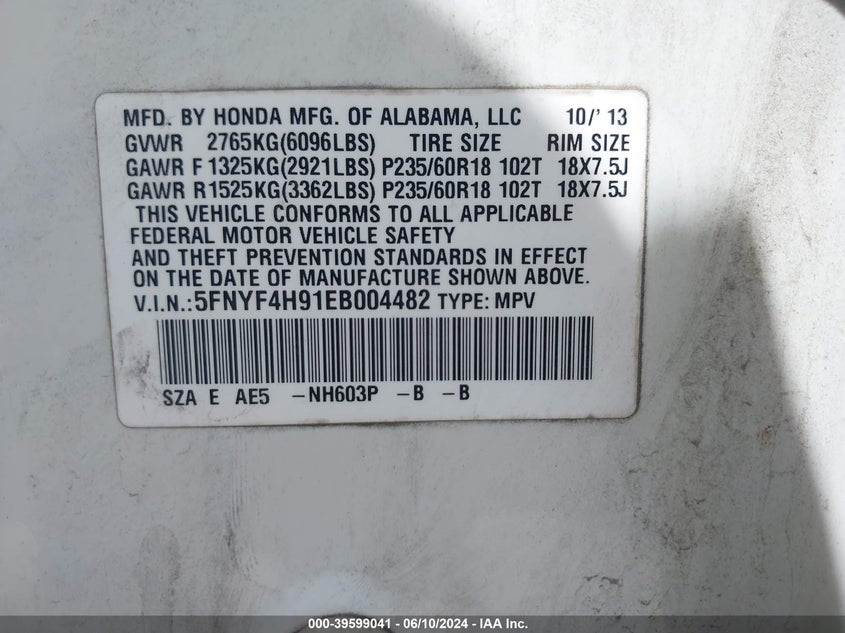 MFD. BY HONDA MFG. OF ALABAMA, LLC 10/'13
GVWR 2765KG(6096LBS) TIRE SIZE RIM SIZE
GAWR F 1325KG(2921LBS) P235/60R18 102T 18X7.5J
GAWR R 1525KG(3362LBS) P235/60R18 102T 18X7.5J
THIS VEHICLE CONFORMS TO ALL APPLICABLE
FEDERAL MOTOR VEHICLE SAFETY
AND THEFT PREVENTION STANDARDS IN EFFECT
ON THE DATE OF MANUFACTURE SHOWN ABOVE.
V.I.N.:5FNYF4H91EB004482 TYPE: MPV
SZA E AE5 -NH603P -B -B
000-39599041 - 06/10/2024 - IAA Inc.